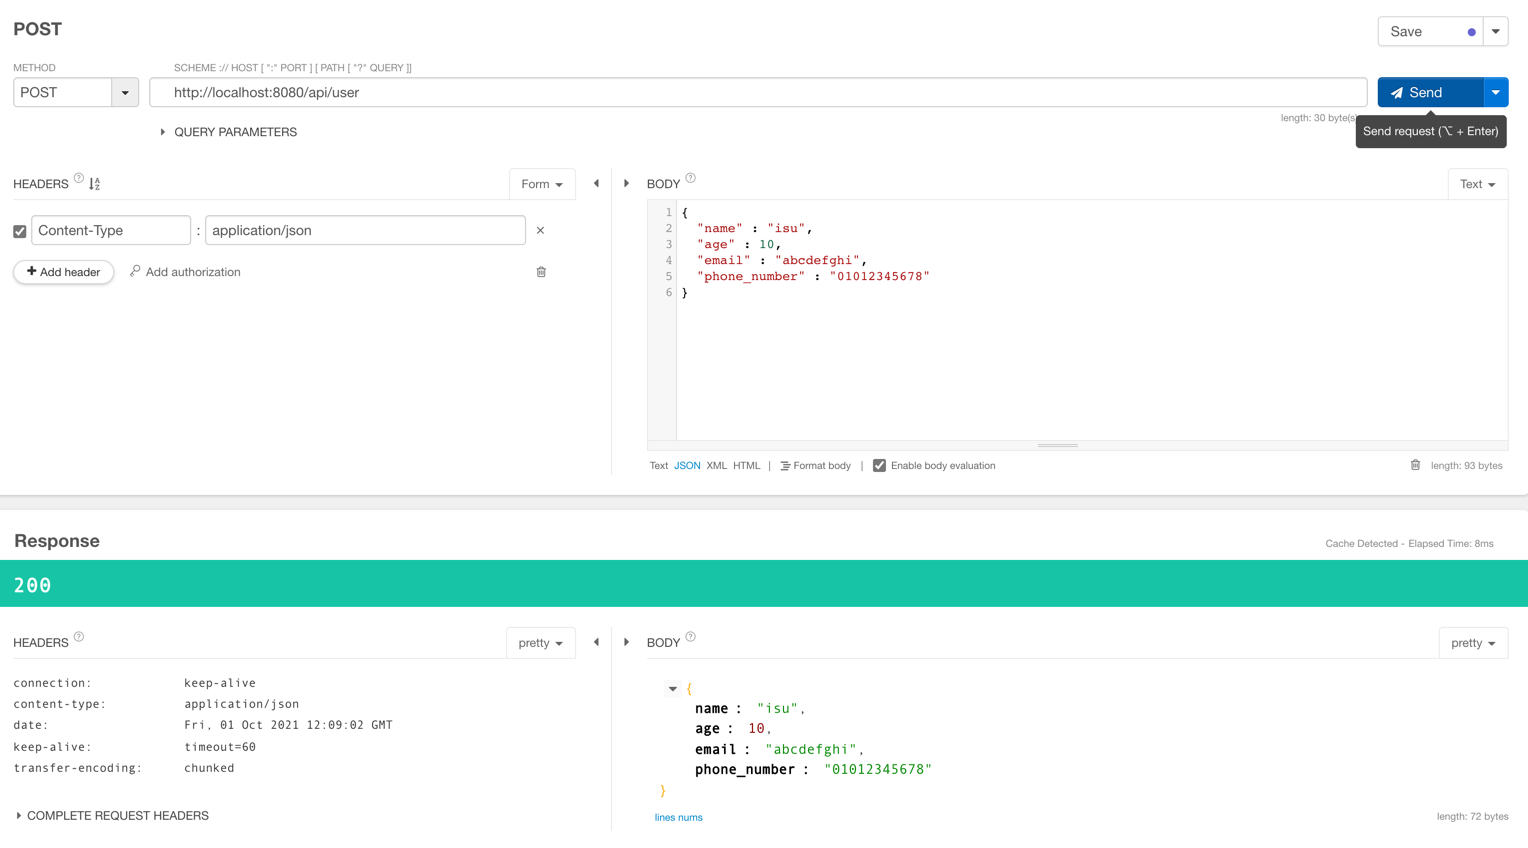 POST
Save
METHOD
SCHEME :// HOST [ ":" PORT ] [ PATH [ "?" QUERY ]]
POST
http://localhost:8080/api/user
Send
length: 30 byte(s)
Send request (⌥ + Enter)
QUERY PARAMETERS
HEADERS ? A Z
Form
BODY ?
Text
Content-Type : application/json ×
+ Add header
Add authorization
1 {
2 "name" : "isu",
3 "age" : 10,
4 "email" : "abcdefghi",
5 "phone_number" : "01012345678"
6 }
Text JSON XML HTML | Format body | Enable body evaluation
length: 93 bytes
Response
Cache Detected - Elapsed Time: 8ms
200
HEADERS ?
pretty
BODY ?
pretty
connection: keep-alive
content-type: application/json
date: Fri, 01 Oct 2021 12:09:02 GMT
keep-alive: timeout=60
transfer-encoding: chunked
COMPLETE REQUEST HEADERS
{
name : "isu",
age : 10,
email : "abcdefghi",
phone_number : "01012345678"
}
lines nums
length: 72 bytes